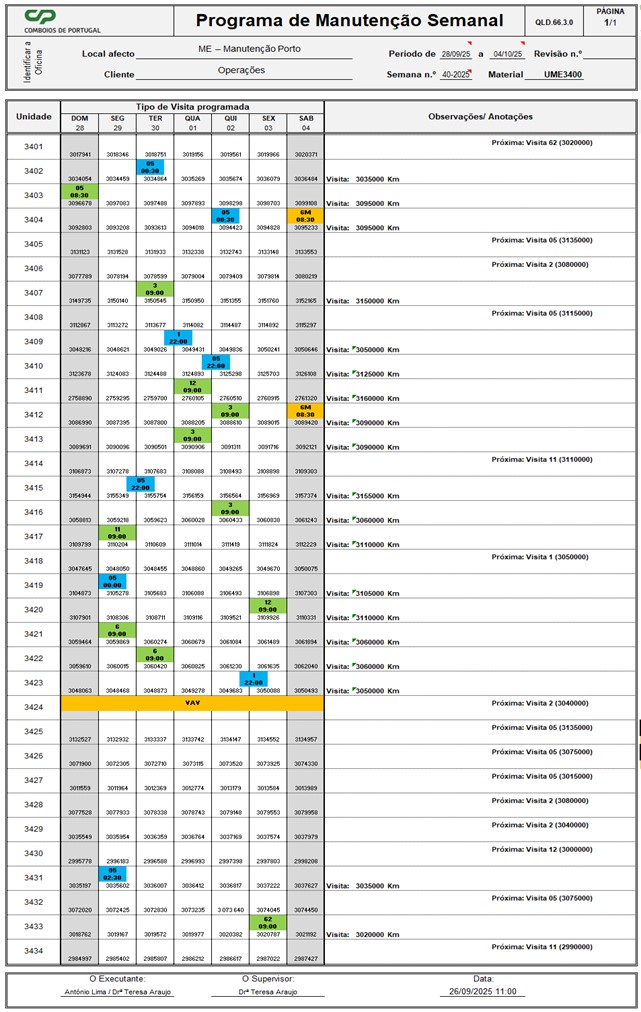 CP
COMBOIOS DE PORTUGAL
Programa de Manutenção Semanal
QLD.66.3.0
PÁGINA
1/1
Identificar a Oficina
Local afecto ME – Manutenção Porto
Período de 28/09/25 a 04/10/25 Revisão n.º
Cliente Operações
Semana n.º 40-2025 Material UME3400
Unidade Tipo de Visita programada Observações/ Anotações
DOM SEG TER QUA QUI SEX SAB
28 29 30 01 02 03 04
3401 Próxima: Visita 62 (3020000)
3017941 3018346 3018751 3019156 3019561 3019966 3020371
3402 05 00:30
3034054 3034459 3034864 3035269 3035674 3036079 3036484 Visita: 3035000 Km
3403 05 00:30
3096678 3097083 3097488 3097893 3098298 3098703 3099108 Visita: 3095000 Km
3404 05 00:30 6M 08:30
3092803 3093208 3093613 3094018 3094423 3094828 3095233 Visita: 3095000 Km
3405 Próxima: Visita 05 (3135000)
3131123 3131528 3131933 3132338 3132743 3133148 3133553
3406 Próxima: Visita 2 (3080000)
3077789 3078194 3078599 3079004 3079409 3079814 3080219
3407 3 09:00
3149735 3150140 3150545 3150950 3151355 3151760 3152165 Visita: 3150000 Km
3408 Próxima: Visita 05 (3115000)
3112867 3113272 3113677 3114082 3114487 3114892 3115297
3409 1 22:00
3048216 3048621 3049026 3049431 3049836 3050241 3050646 Visita: 3050000 Km
3410 05 22:00
3123678 3124083 3124488 3124893 3125298 3125703 3126108 Visita: 3125000 Km
3411 12 09:00
2758890 2759295 2759700 2760105 2760510 2760915 2761320 Visita: 3160000 Km
3412 3 09:00 6M 08:30
3086990 3087395 3087800 3088205 3088610 3089015 3089420 Visita: 3090000 Km
3413 3 09:00
3089691 3090096 3090501 3090906 3091311 3091716 3092121 Visita: 3090000 Km
3414 Próxima: Visita 11 (3110000)
3106873 3107278 3107683 3108088 3108493 3108898 3109303
3415 05 22:00
3154944 3155349 3155754 3156159 3156564 3156969 3157374 Visita: 3155000 Km
3416 3 09:00
3058813 3059218 3059623 3060028 3060433 3060838 3061243 Visita: 3060000 Km
3417 11 09:00
3109799 3110204 3110609 3111014 3111419 3111824 3112229 Visita: 3110000 Km
3418 Próxima: Visita 1 (3050000)
3047645 3048050 3048455 3048860 3049265 3049670 3050075
3419 05 00:00
3104873 3105278 3105683 3106088 3106493 3106898 3107303 Visita: 3105000 Km
3420 12 09:00
3107901 3108306 3108711 3109116 3109521 3109926 3110331 Visita: 3110000 Km
3421 6 09:00
3059464 3059869 3060274 3060679 3061084 3061489 3061894 Visita: 3060000 Km
3422 6 09:00
3059610 3060015 3060420 3060825 3061230 3061635 3062040 Visita: 3060000 Km
3423 1 22:00
3048063 3048468 3048873 3049278 3049683 3050088 3050493 Visita: 3050000 Km
3424 VAV Próxima: Visita 2 (3040000)
3425 Próxima: Visita 05 (3135000)
3132527 3132932 3133337 3133742 3134147 3134552 3134957
3426 Próxima: Visita 05 (3075000)
3071900 3072305 3072710 3073115 3073520 3073925 3074330
3427 Próxima: Visita 05 (3015000)
3011559 3011964 3012369 3012774 3013179 3013584 3013989
3428 Próxima: Visita 2 (3080000)
3077528 3077933 3078338 3078743 3079148 3079553 3079958
3429 Próxima: Visita 2 (3040000)
3035549 3035954 3036359 3036764 3037169 3037574 3037979
3430 Próxima: Visita 12 (3000000)
2995778 2996183 2996588 2996993 2997398 2997803 2998208
3431 05 02:30
3035197 3035602 3036007 3036412 3036817 3037222 3037627 Visita: 3035000 Km
3432 Próxima: Visita 05 (3075000)
3072020 3072425 3072830 3073235 3 073 640 3074045 3074450
3433 62 09:00
3018762 3019167 3019572 3019977 3020382 3020787 3021192 Visita: 3020000 Km
3434 Próxima: Visita 11 (2990000)
2984997 2985402 2985807 2986212 2986617 2987022 2987427
O Executante: O Supervisor: Data:
António Lima / Drª Teresa Araujo Drª Teresa Araujo 26/09/2025 11:00